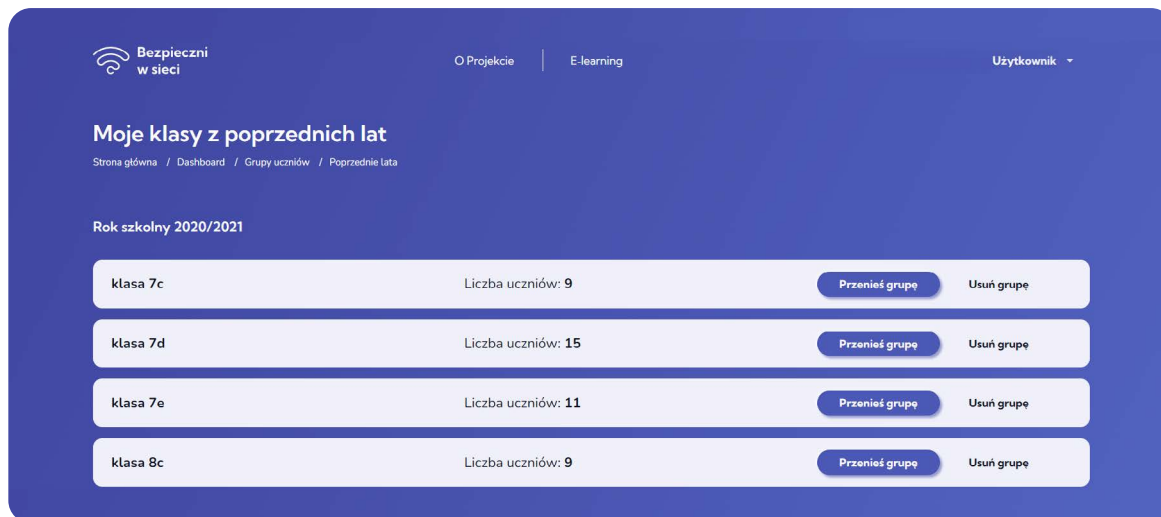 Bezpieczni
w sieci
O Projekcie
E-learning
Użytkownik
Moje klasy z poprzednich lat
Strona główna / Dashboard / Grupy uczniów / Poprzednie lata
Rok szkolny 2020/2021
klasa 7c Liczba uczniów: 9 Przenieś grupę Usuń grupę
klasa 7d Liczba uczniów: 15 Przenieś grupę Usuń grupę
klasa 7e Liczba uczniów: 11 Przenieś grupę Usuń grupę
klasa 8c Liczba uczniów: 9 Przenieś grupę Usuń grupę